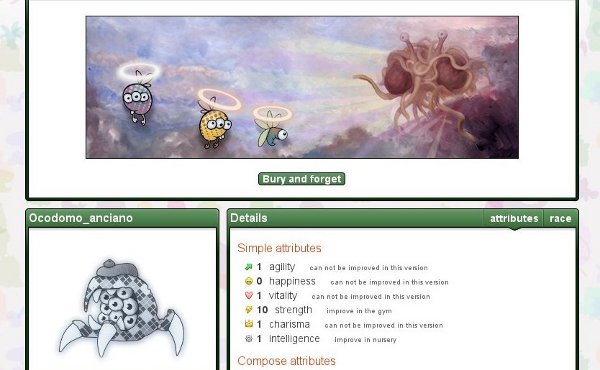 Bury and forget
Ocodomo_anciano
Details
attributes
race
Simple attributes
1 agility can not be improved in this version
0 happiness can not be improved in this version
1 vitality can not be improved in this version
10 strength improve in the gym
1 charisma can not be improved in this version
1 intelligence Improve in nursery
Compose attributes